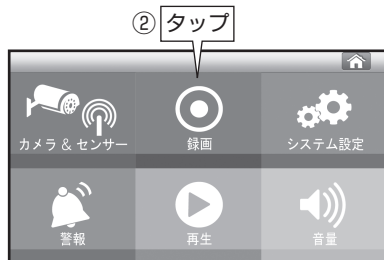 ② タップ
カメラ & センサー
録画
システム設定
警報
再生
音量